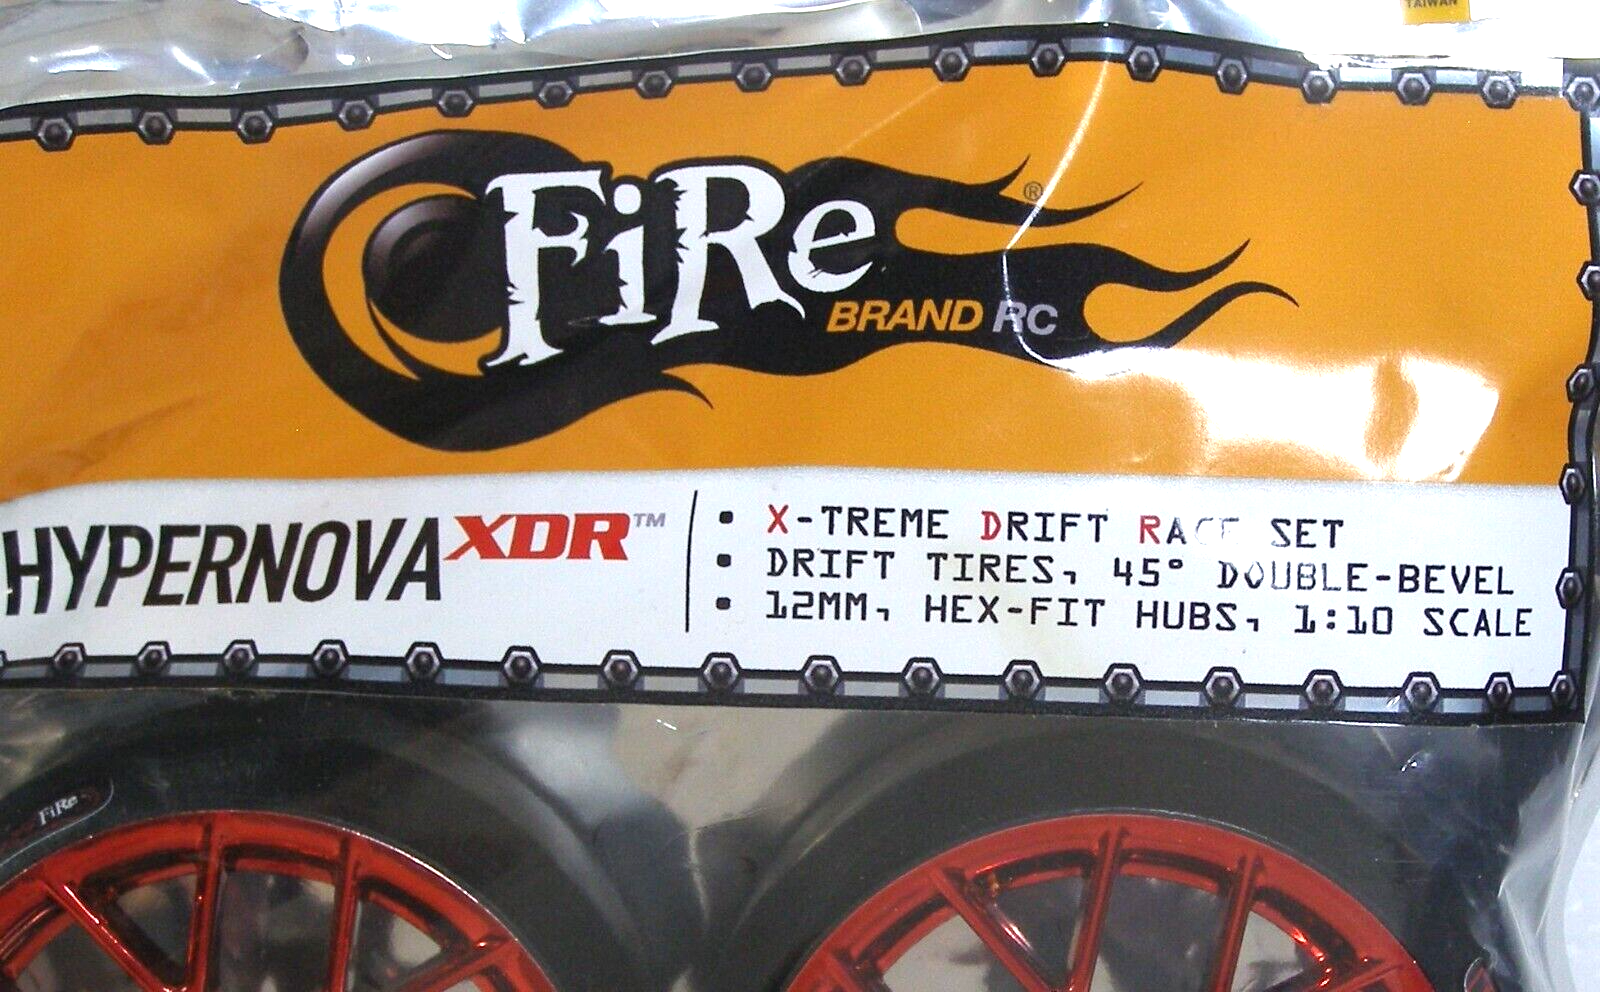 TAIWAN
FiRe®
BRAND RC
HYPERNOVA XDR™
• X-TREME DRIFT RACE SET
• DRIFT TIRES, 45° DOUBLE-BEVEL
• 12MM, HEX-FIT HUBS, 1:10 SCALE
FiRe